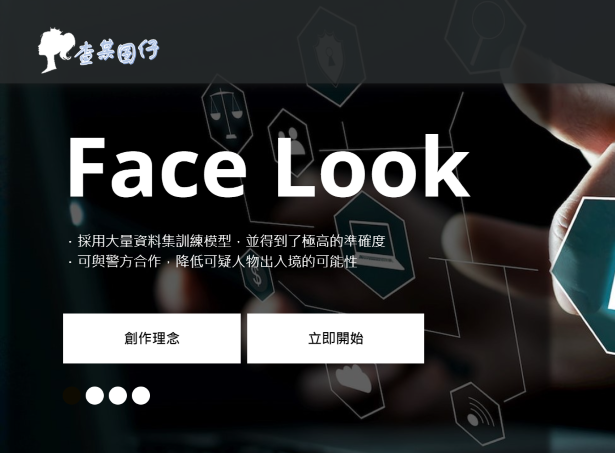 查某囝仔
Face Look
．採用大量資料集訓練模型，並得到了極高的準確度
．可與警方合作，降低可疑人物出入境的可能性
創作理念
立即開始